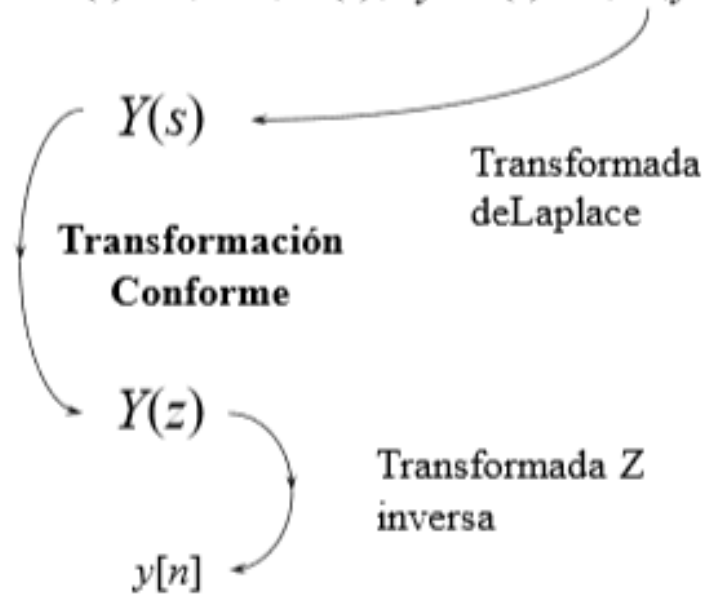 Y(s)
Transformada
deLaplace
Transformación
Conforme
Y(z)
Transformada Z
inversa
y[n]